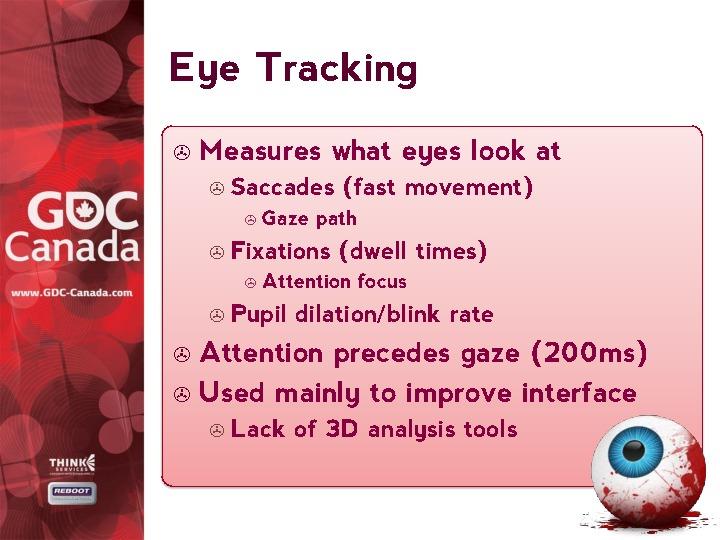 Eye Tracking
Measures what eyes look at
Saccades (fast movement)
Gaze path
Fixations (dwell times)
Attention focus
Pupil dilation/blink rate
Attention precedes gaze (200ms)
Used mainly to improve interface
Lack of 3D analysis tools
GDC
Canada
www.GDC-Canada.com
THINK
SERVICES
REBOOT